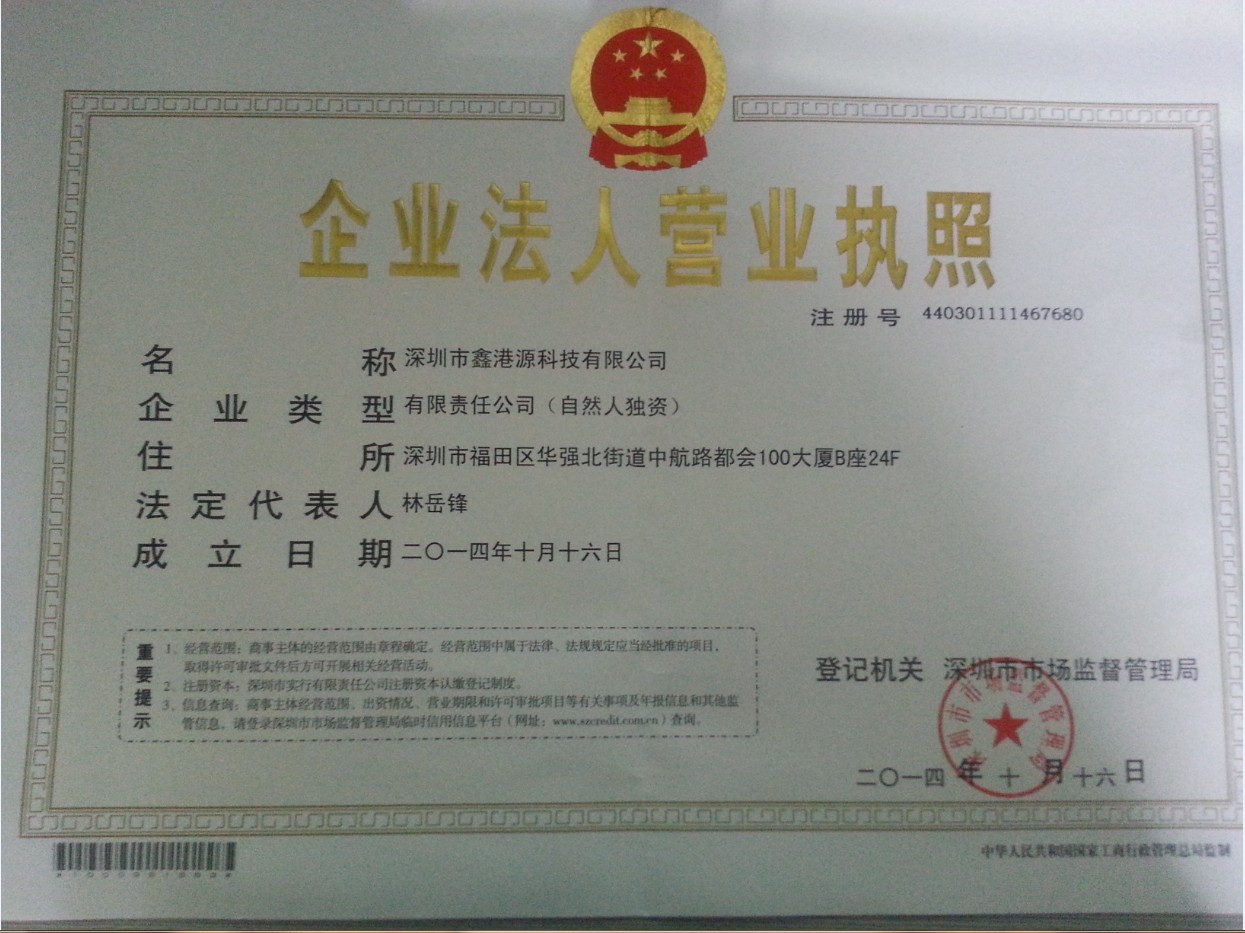 企业法人营业执照
注册号 440301111467680
名称 深圳市鑫港源科技有限公司
企业类型 有限责任公司（自然人独资）
住所 深圳市福田区华强北街道中航路都会100大厦B座24F
法定代表人 林岳锋
成立日期 二〇一四年十月十六日
重要提示
1、经营范围：商事主体的经营范围由章程确定。经营范围中属于法律、法规规定应当经批准的项目，
取得许可审批文件后方可开展相关经营活动。
2、注册资本：深圳市实行有限责任公司注册资本认缴登记制度。
3、信息查询：商事主体经营范围、出资情况、营业期限和许可审批项目等有关事项及年报信息和其他监
管信息，请登录深圳市市场监督管理局临时信用信息平台（网址：www.szcredit.com.cn）查询。
登记机关 深圳市市场监督管理局
深圳市市场监督管理局
二〇一四年十月十六日
中华人民共和国国家工商行政管理总局监制